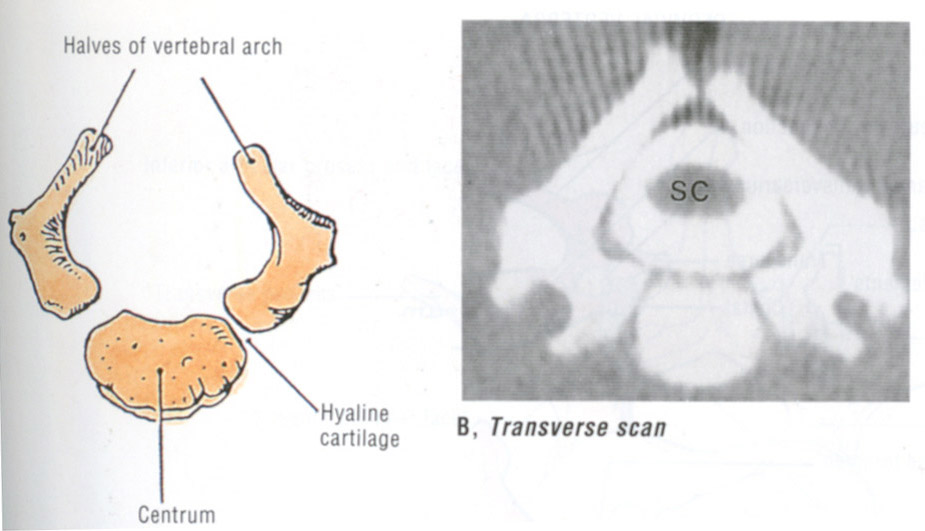 Halves of vertebral arch
SC
Hyaline
cartilage
B, Transverse scan
Centrum